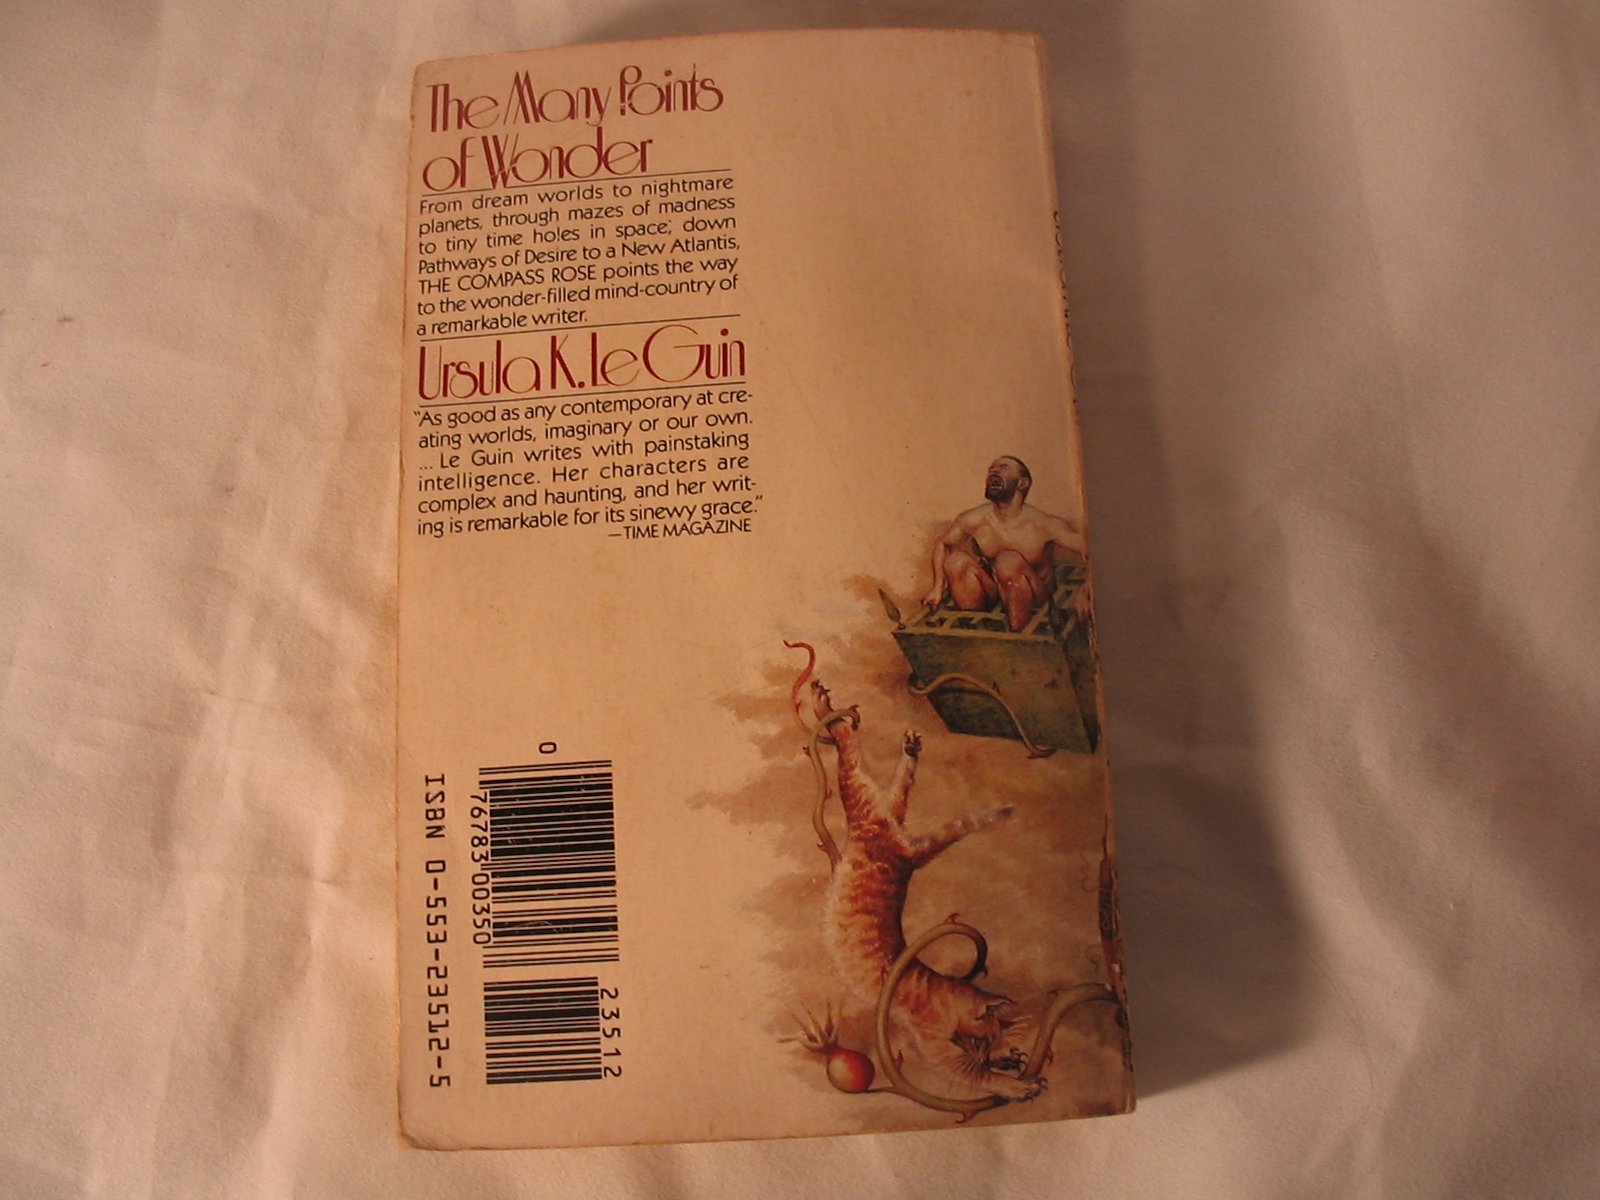 The Many Points
of Wonder
From dream worlds to nightmare
planets, through mazes of madness
to tiny time holes in space; down
Pathways of Desire to a New Atlantis,
THE COMPASS ROSE points the way
to the wonder-filled mind-country of
a remarkable writer.
Ursula K. Le Guin
"As good as any contemporary at cre-
ating worlds, imaginary or our own.
... Le Guin writes with painstaking
intelligence. Her characters are
complex and haunting, and her writ-
ing is remarkable for its sinewy grace."
—TIME MAGAZINE
0
76783 00350
23512
ISBN 0-553-23512-5